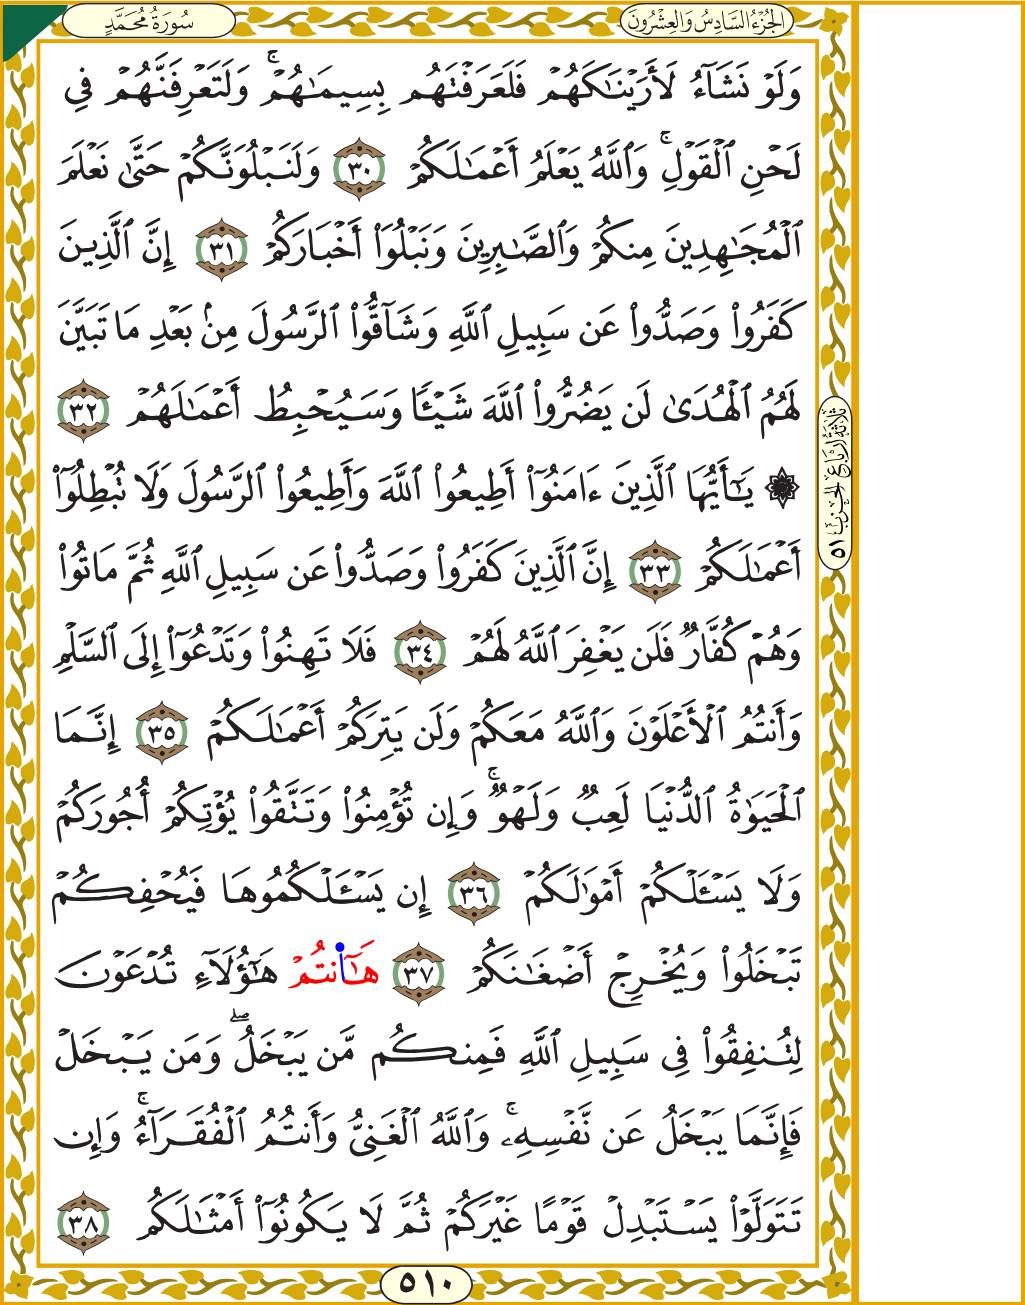 الجُزْءُ السَّادِسُ وَالعِشْرُونَ
سُورَةُ مُحَمَّدٍ
وَلَوۡ نَشَآءُ لَأَرَيۡنَٰكَهُمۡ فَلَعَرَفۡتَهُم بِسِيمَٰهُمۡۚ وَلَتَعۡرِفَنَّهُمۡ فِي
لَحۡنِ ٱلۡقَوۡلِۚ وَٱللَّهُ يَعۡلَمُ أَعۡمَٰلَكُمۡ ٣٠ وَلَنَبۡلُوَنَّكُمۡ حَتَّىٰ نَعۡلَمَ
ٱلۡمُجَٰهِدِينَ مِنكُمۡ وَٱلصَّٰبِرِينَ وَنَبۡلُوَاْ أَخۡبَارَكُمۡ ٣١ إِنَّ ٱلَّذِينَ
كَفَرُواْ وَصَدُّواْ عَن سَبِيلِ ٱللَّهِ وَشَآقُّواْ ٱلرَّسُولَ مِنۢ بَعۡدِ مَا تَبَيَّنَ
لَهُمُ ٱلۡهُدَىٰ لَن يَضُرُّواْ ٱللَّهَ شَيۡـٔٗا وَسَيُحۡبِطُ أَعۡمَٰلَهُمۡ ٣٢
۞ يَٰٓأَيُّهَا ٱلَّذِينَ ءَامَنُوٓاْ أَطِيعُواْ ٱللَّهَ وَأَطِيعُواْ ٱلرَّسُولَ وَلَا تُبۡطِلُوٓاْ
أَعۡمَٰلَكُمۡ ٣٣ إِنَّ ٱلَّذِينَ كَفَرُواْ وَصَدُّواْ عَن سَبِيلِ ٱللَّهِ ثُمَّ مَاتُواْ
وَهُمۡ كُفَّارٞ فَلَن يَغۡفِرَ ٱللَّهُ لَهُمۡ ٣٤ فَلَا تَهِنُواْ وَتَدۡعُوٓاْ إِلَى ٱلسَّلۡمِ
وَأَنتُمُ ٱلۡأَعۡلَوۡنَ وَٱللَّهُ مَعَكُمۡ وَلَن يَتِرَكُمۡ أَعۡمَٰلَكُمۡ ٣٥ إِنَّمَا
ٱلۡحَيَوٰةُ ٱلدُّنۡيَا لَعِبٞ وَلَهۡوٞۚ وَإِن تُؤۡمِنُواْ وَتَتَّقُواْ يُؤۡتِكُمۡ أُجُورَكُمۡ
وَلَا يَسۡـَٔلۡكُمۡ أَمۡوَٰلَكُمۡ ٣٦ إِن يَسۡـَٔلۡكُمُوهَا فَيُحۡفِكُمۡ
تَبۡخَلُواْ وَيُخۡرِجۡ أَضۡغَٰنَكُمۡ ٣٧ هَٰٓأَنتُمۡ هَٰٓؤُلَآءِ تُدۡعَوۡنَ
لِتُنفِقُواْ فِي سَبِيلِ ٱللَّهِ فَمِنكُم مَّن يَبۡخَلُۖ وَمَن يَبۡخَلۡ
فَإِنَّمَا يَبۡخَلُ عَن نَّفۡسِهِۦۚ وَٱللَّهُ ٱلۡغَنِيُّ وَأَنتُمُ ٱلۡفُقَرَآءُۚ وَإِن
تَتَوَلَّوۡاْ يَسۡتَبۡدِلۡ قَوۡمًا غَيۡرَكُمۡ ثُمَّ لَا يَكُونُوٓاْ أَمۡثَٰلَكُم ٣٨
ثَلَاثَةُ أَرْبَاعِ الحِزْب ٥١
٥١٠